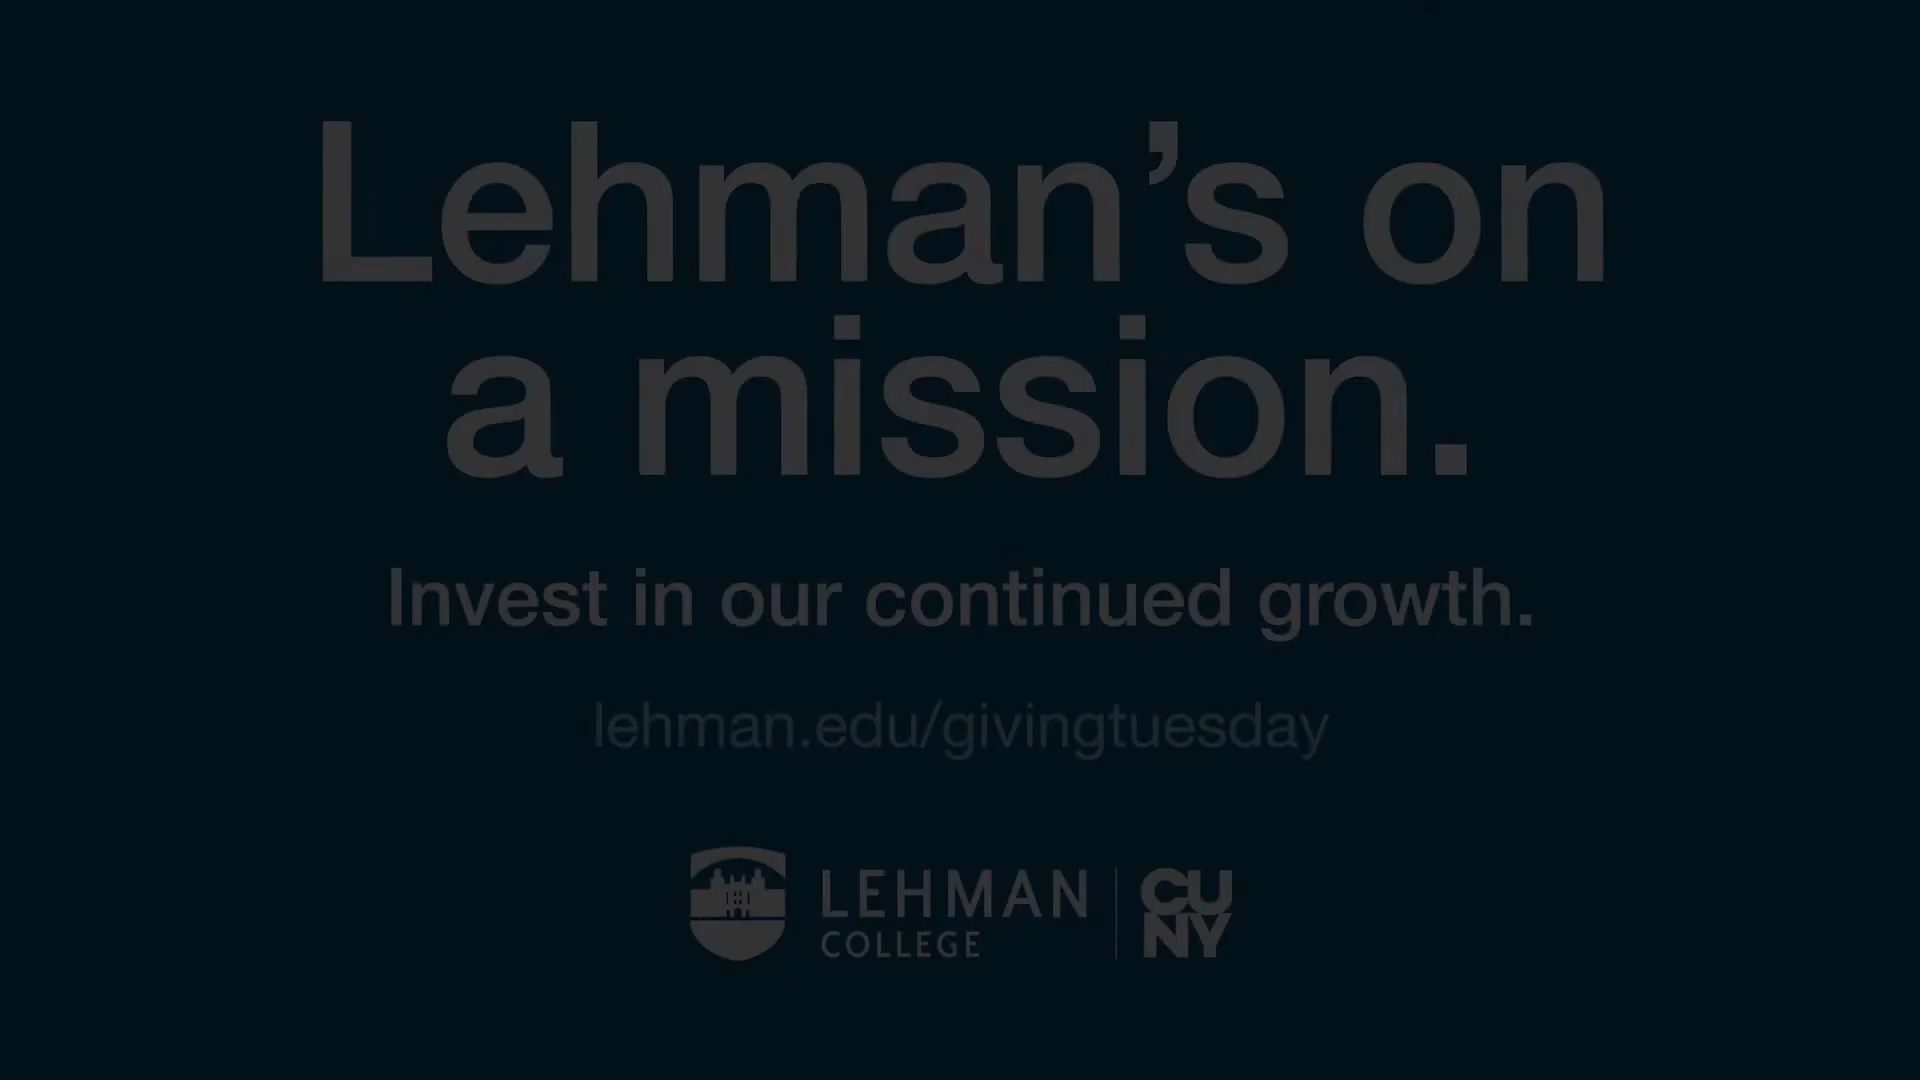 Lehman’s on
a mission.
Invest in our continued growth.
lehman.edu/givingtuesday
LEHMAN
COLLEGE
CU
NY